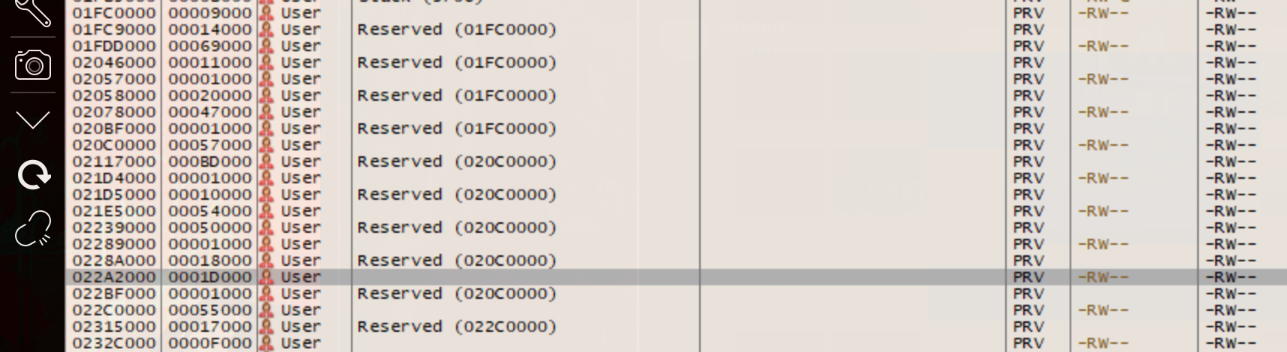 01FC0000 00009000 User PRV -RW-- -RW--
01FC9000 00014000 User Reserved (01FC0000) PRV -RW--
01FDD000 00069000 User PRV -RW-- -RW--
02046000 00011000 User Reserved (01FC0000) PRV -RW--
02057000 00001000 User PRV -RW-- -RW--
02058000 00020000 User Reserved (01FC0000) PRV -RW--
02078000 00047000 User PRV -RW-- -RW--
020BF000 00001000 User Reserved (01FC0000) PRV -RW--
020C0000 00057000 User PRV -RW-- -RW--
02117000 000BD000 User Reserved (020C0000) PRV -RW--
021D4000 00001000 User PRV -RW-- -RW--
021D5000 00010000 User Reserved (020C0000) PRV -RW--
021E5000 00054000 User PRV -RW-- -RW--
02239000 00050000 User Reserved (020C0000) PRV -RW--
02289000 00001000 User PRV -RW-- -RW--
0228A000 00018000 User Reserved (020C0000) PRV -RW--
022A2000 0001D000 User PRV -RW-- -RW--
022BF000 00001000 User Reserved (020C0000) PRV -RW--
022C0000 00055000 User PRV -RW-- -RW--
02315000 00017000 User Reserved (022C0000) PRV -RW--
0232C000 0000F000 User PRV -RW-- -RW--